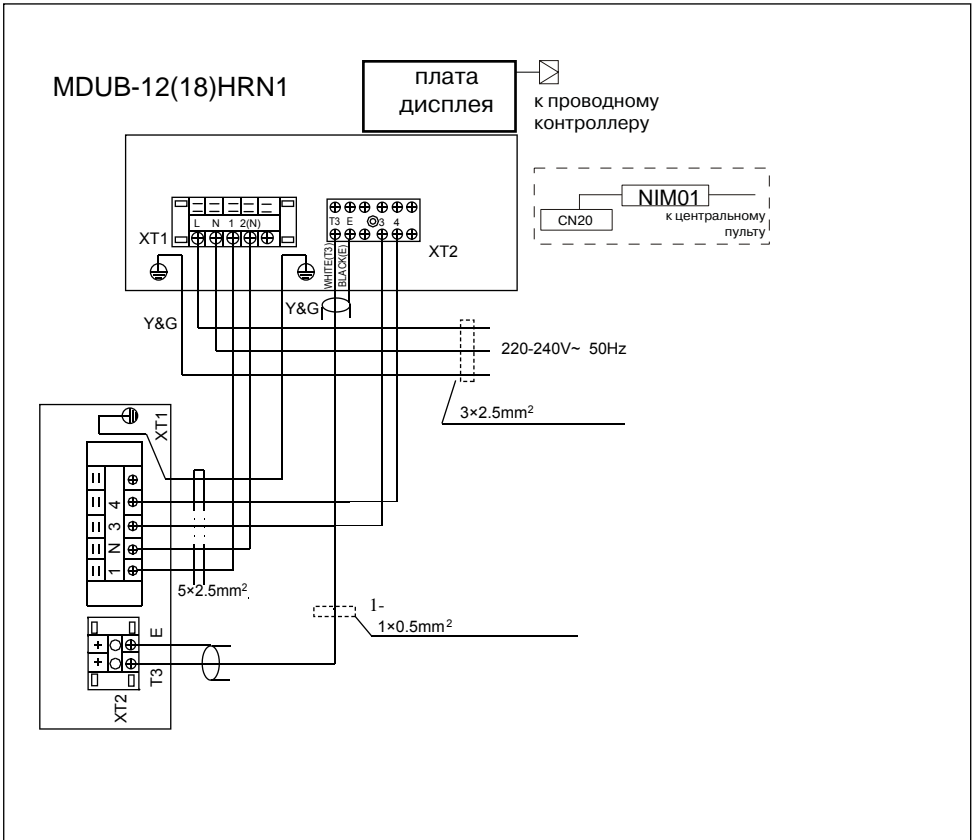 MDUB-12(18)HRN1
плата
дисплея
к проводному
контроллеру
NIM01
CN20
к центральному
пульту
L N 1 2(N)
XT1
T3 E 3 4
XT2
WHITE(T3)
BLACK(E)
Y&G
Y&G
220-240V~ 50Hz
3×2.5mm²
XT1
4
3
N
1
5×2.5mm²
1-
1×0.5mm²
E
T3
XT2